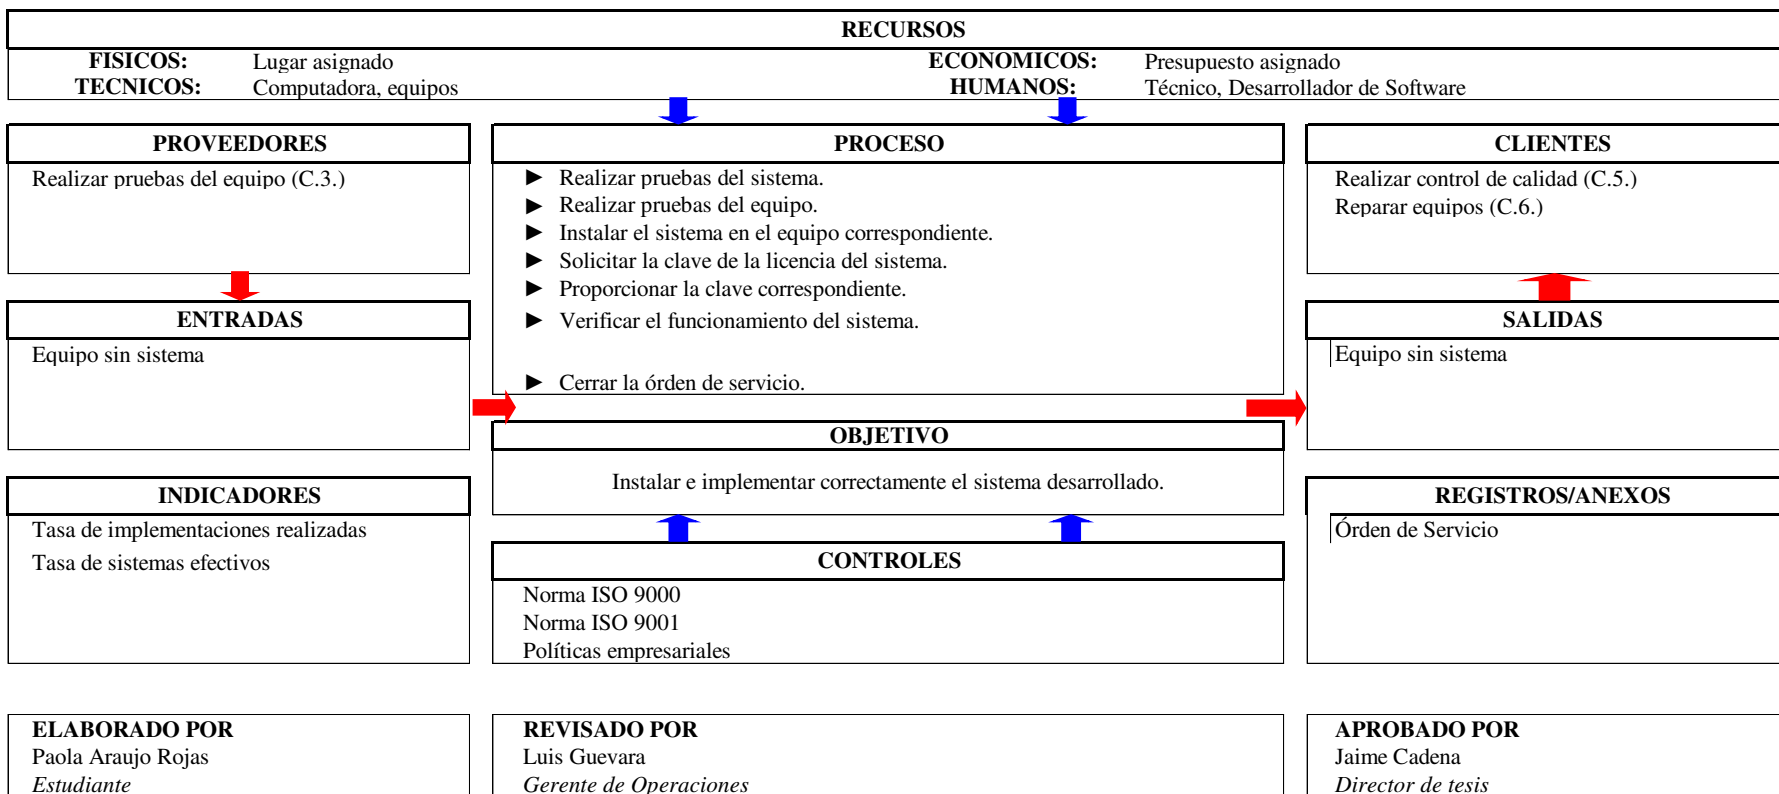 RECURSOS
FISICOS: Lugar asignado ECONOMICOS: Presupuesto asignado
TECNICOS: Computadora, equipos HUMANOS: Técnico, Desarrollador de Software
PROVEEDORES
Realizar pruebas del equipo (C.3.)
PROCESO
► Realizar pruebas del sistema.
► Realizar pruebas del equipo.
► Instalar el sistema en el equipo correspondiente.
► Solicitar la clave de la licencia del sistema.
► Proporcionar la clave correspondiente.
► Verificar el funcionamiento del sistema.
► Cerrar la órden de servicio.
CLIENTES
Realizar control de calidad (C.5.)
Reparar equipos (C.6.)
ENTRADAS
Equipo sin sistema
SALIDAS
Equipo sin sistema
OBJETIVO
Instalar e implementar correctamente el sistema desarrollado.
INDICADORES
Tasa de implementaciones realizadas
Tasa de sistemas efectivos
CONTROLES
Norma ISO 9000
Norma ISO 9001
Políticas empresariales
REGISTROS/ANEXOS
Órden de Servicio
ELABORADO POR
Paola Araujo Rojas
Estudiante
REVISADO POR
Luis Guevara
Gerente de Operaciones
APROBADO POR
Jaime Cadena
Director de tesis